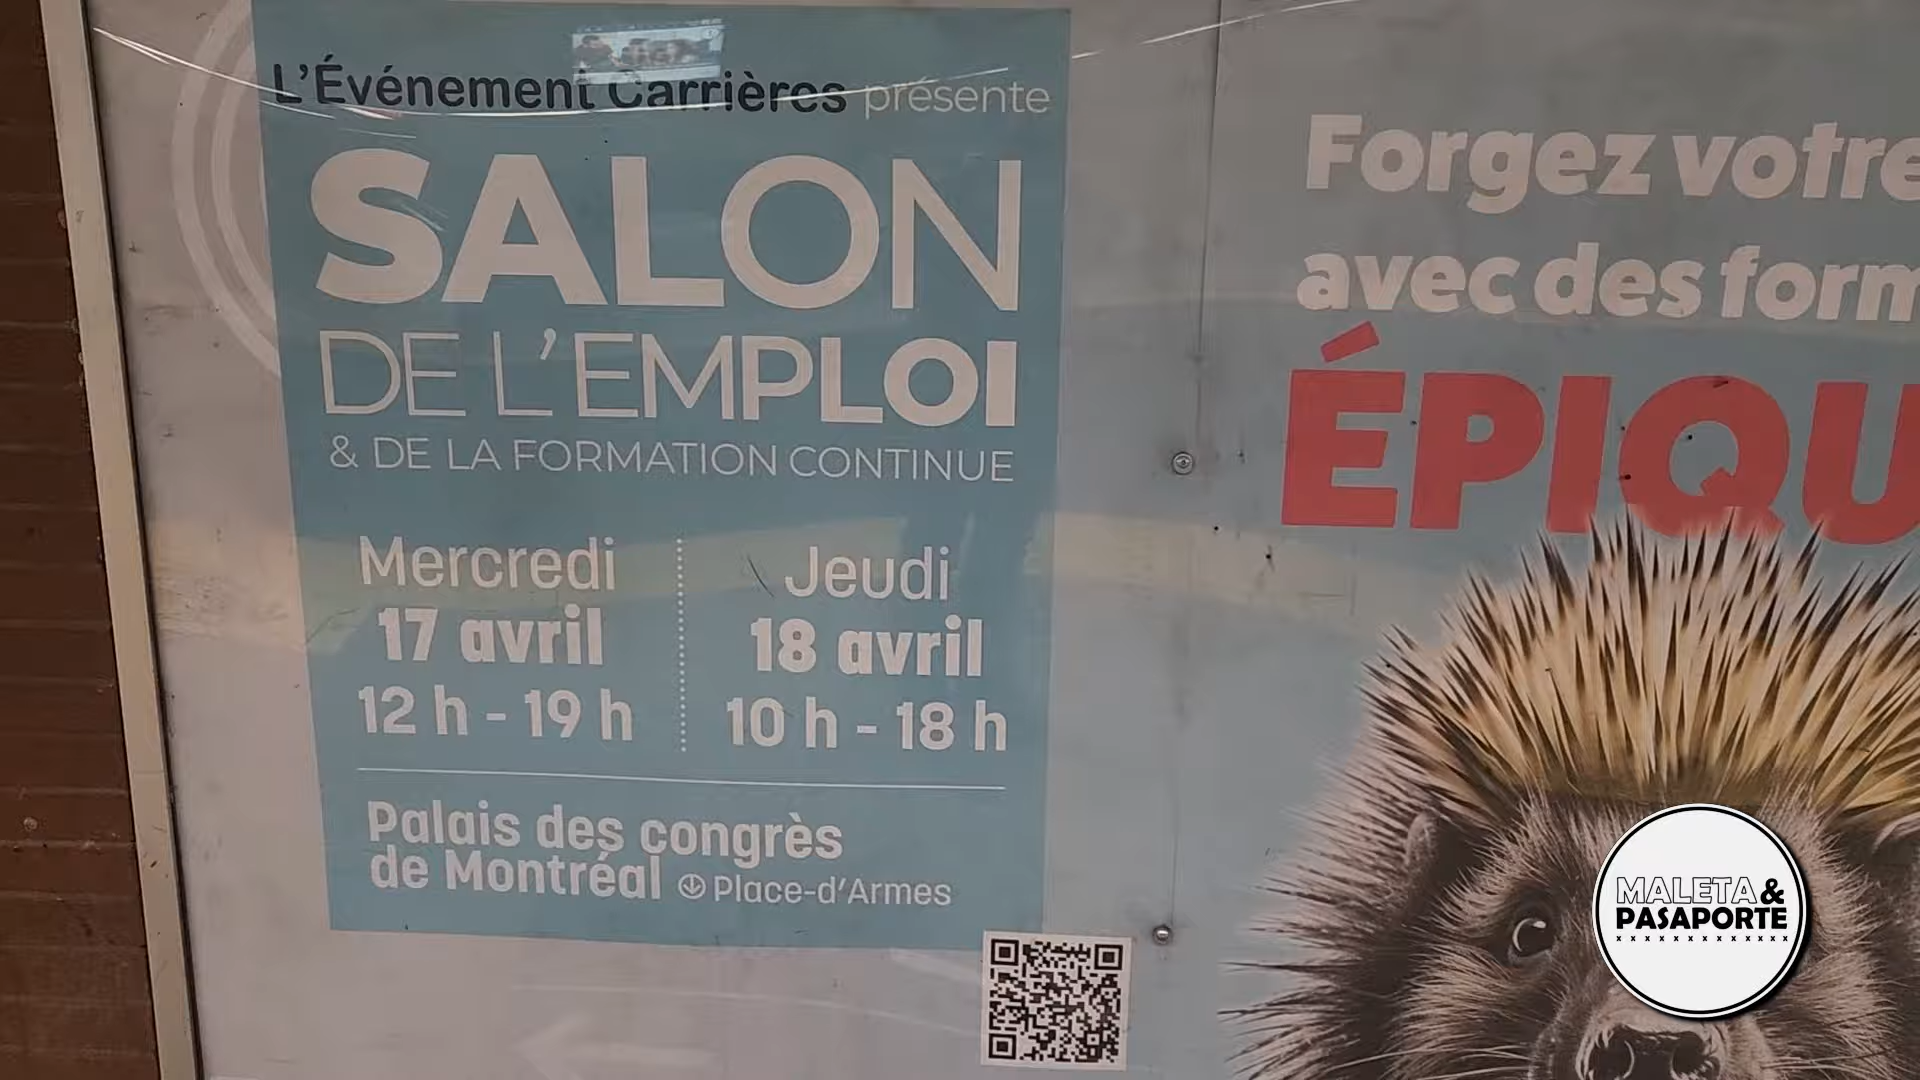 L'Événement Carrières présente
SALON
DE L'EMPLOI
& DE LA FORMATION CONTINUE
Mercredi
17 avril
12 h - 19 h
Jeudi
18 avril
10 h - 18 h
Palais des congrès
de Montréal Place-d'Armes
Forgez votre
avec des form
ÉPIQU
MALETA &
PASAPORTE